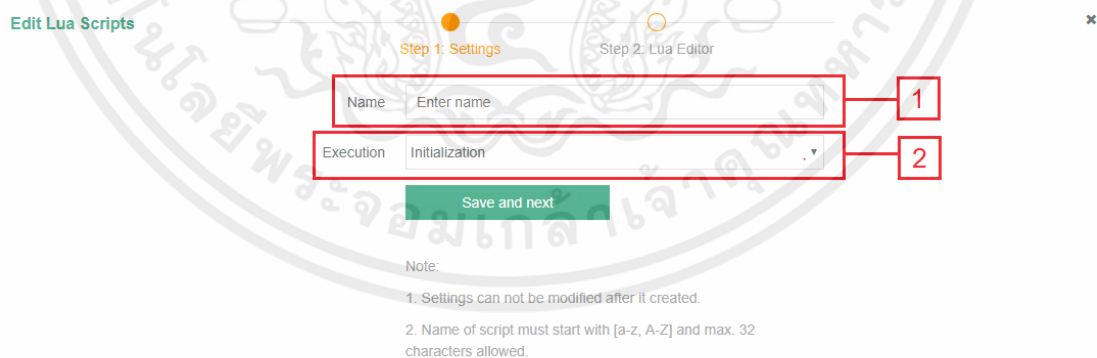 Edit Lua Scripts
Step 1: Settings
Step 2: Lua Editor
Name Enter name
1
Execution Initialization
2
Save and next
Note:
1. Settings can not be modified after it created.
2. Name of script must start with [a-z, A-Z] and max. 32
characters allowed.